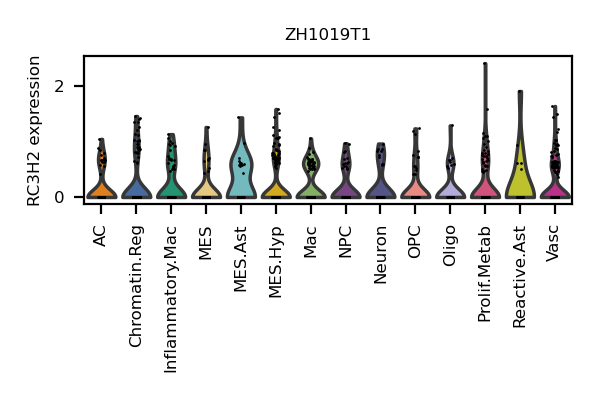 ZH1019T1
RC3H2 expression
2
0
AC
Chromatin.Reg
Inflammatory.Mac
MES
MES.Ast
MES.Hyp
Mac
NPC
Neuron
OPC
Oligo
Prolif.Metab
Reactive.Ast
Vasc